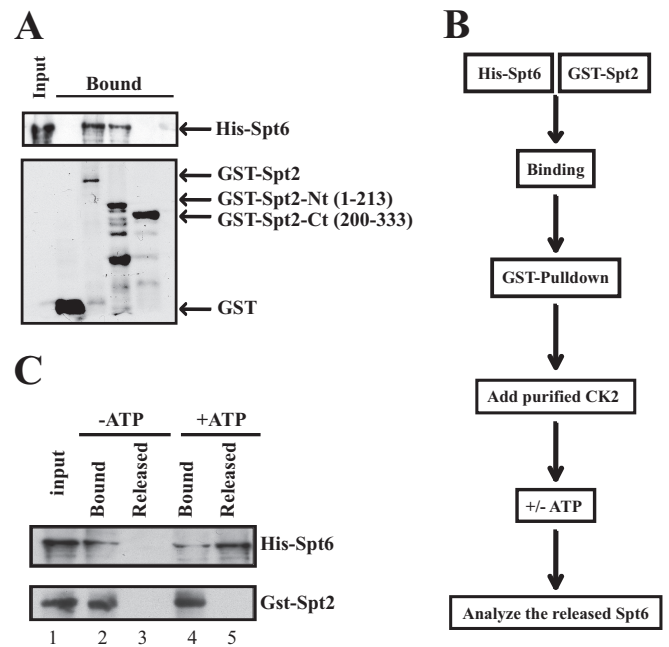 A
Input
Bound
His-Spt6
GST-Spt2
GST-Spt2-Nt (1-213)
GST-Spt2-Ct (200-333)
GST
B
His-Spt6
GST-Spt2
Binding
GST-Pulldown
Add purified CK2
+/- ATP
Analyze the released Spt6
C
-ATP
+ATP
input
Bound
Released
Bound
Released
His-Spt6
Gst-Spt2
1 2 3 4 5